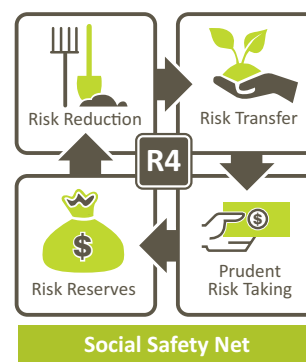 Risk Reduction
Risk Transfer
R4
$
$
Risk Reserves
Prudent
Risk Taking
Social Safety Net